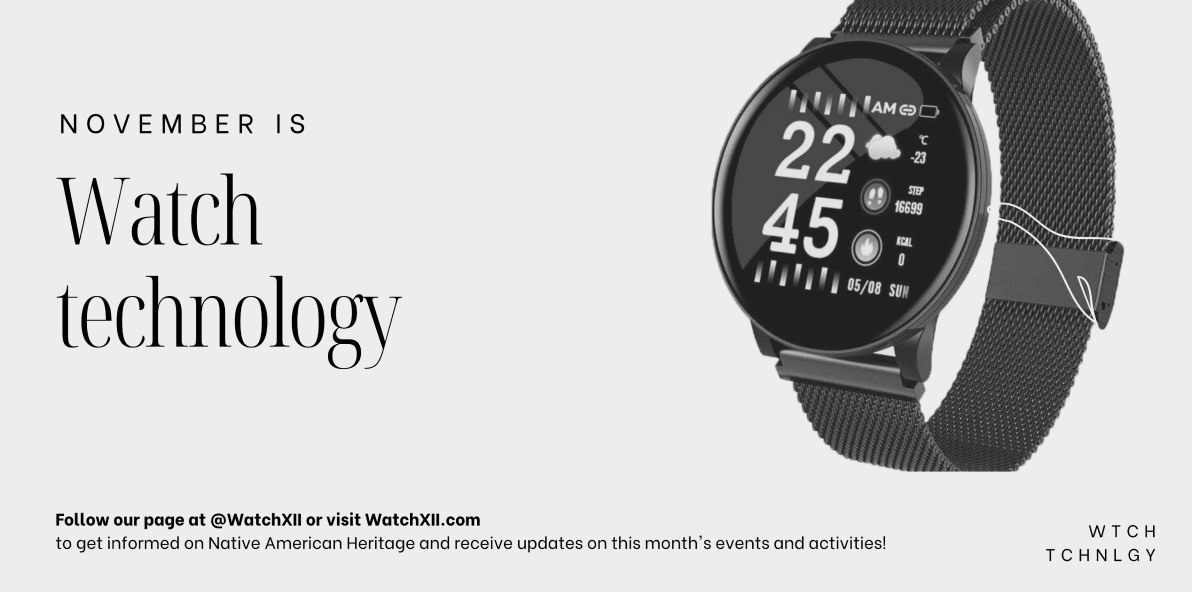 NOVEMBER IS
Watch
technology
AM
22
°C
-23
STEP
16699
45
KCAL
0
05/08 SUN
Follow our page at @WatchXII or visit WatchXII.com
to get informed on Native American Heritage and receive updates on this month's events and activities!
WTCH
TCHNLGY